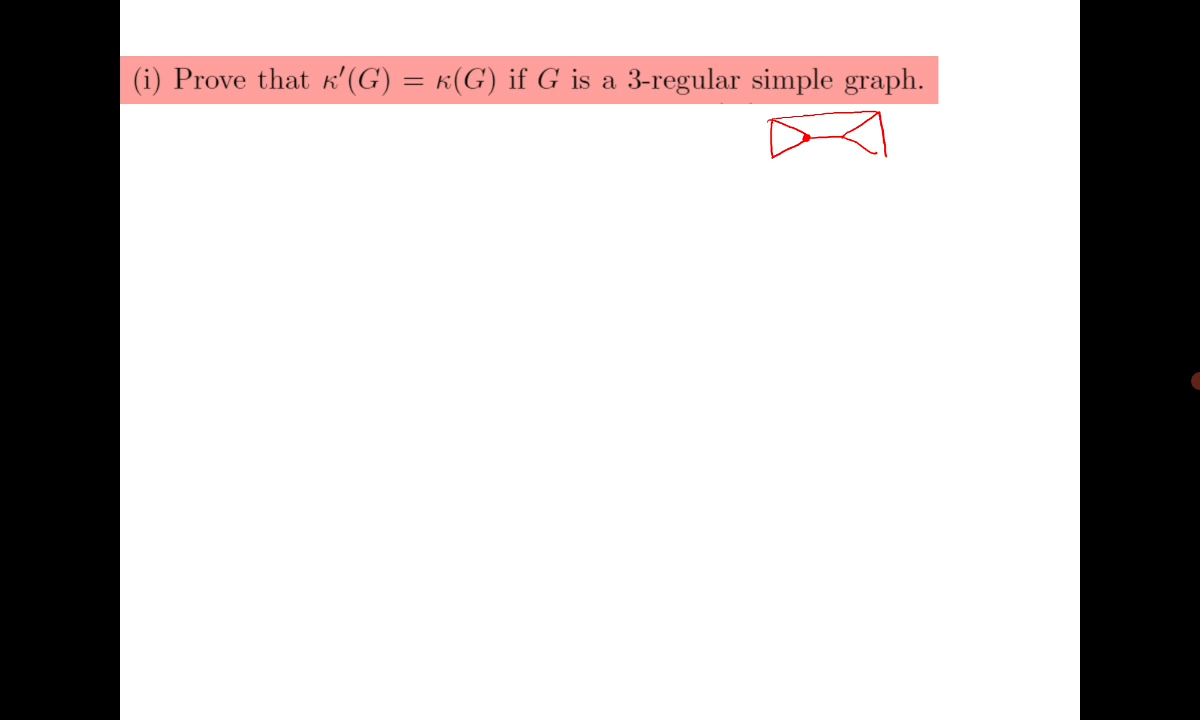 (i) Prove that κ′(G) = κ(G) if G is a 3-regular simple graph.